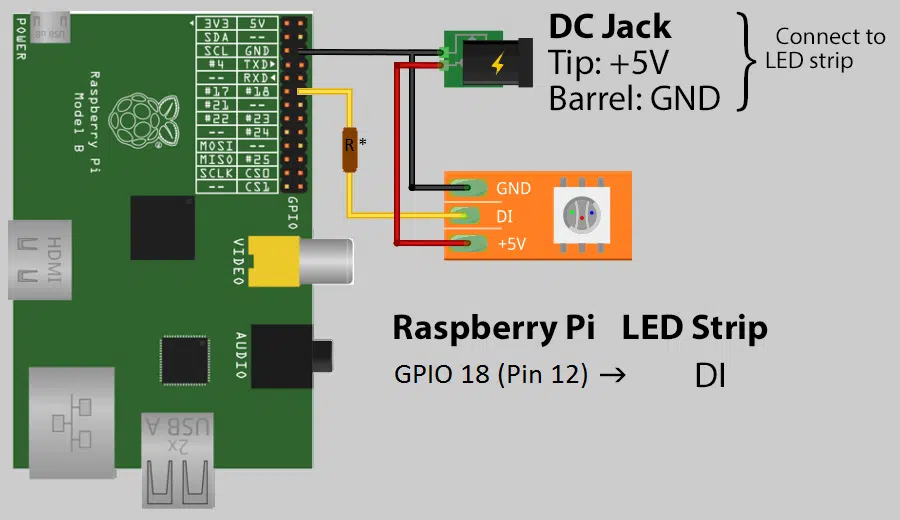 POWER
USB
Raspberry Pi
Model B
3V3 5V
SDA --
SCL GND
#4 TXD
-- RXD
#17 #18
#21 --
#22 #23
-- #24
MOSI --
MISO #25
SCLK CS0
-- CS1
GPIO
DC Jack
Tip: +5V
Barrel: GND
Connect to
LED strip
R *
GND
DI
+5V
HDMI
VIDEO
AUDIO
2x
USB A
Raspberry Pi LED Strip
GPIO 18 (Pin 12) → DI